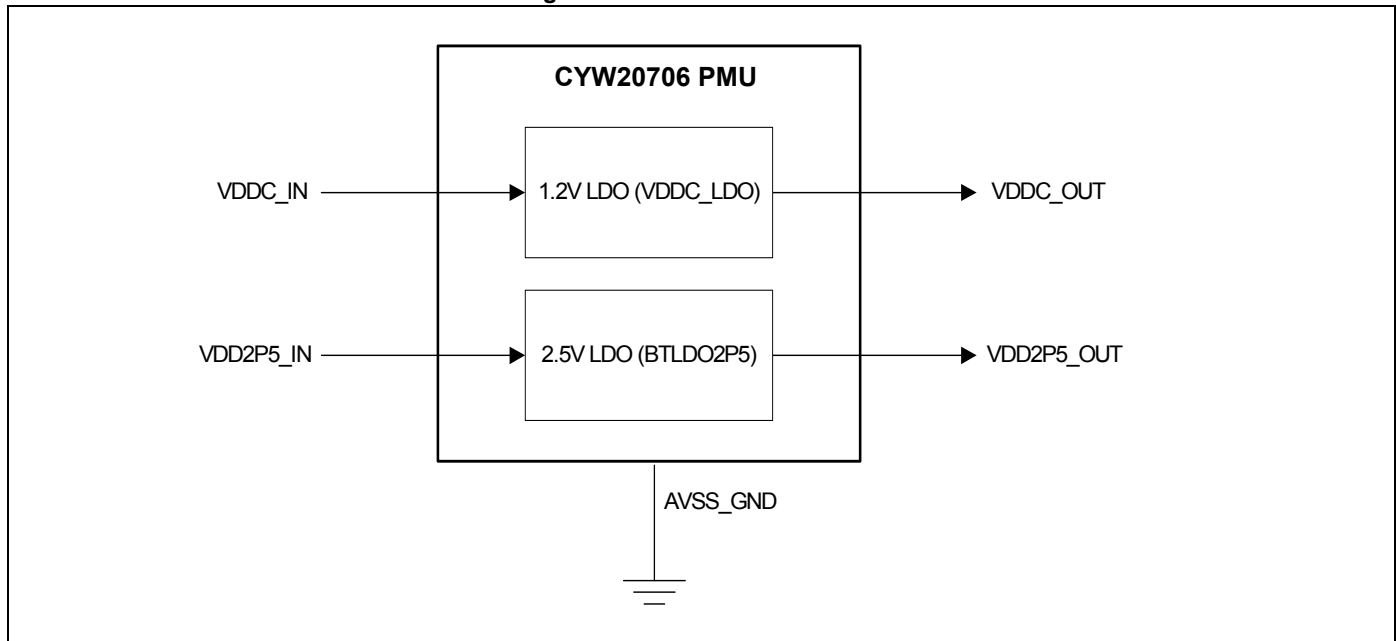 CYW20706 PMU
VDDC_IN
1.2V LDO (VDDC_LDO)
VDDC_OUT
VDD2P5_IN
2.5V LDO (BTLDO2P5)
VDD2P5_OUT
AVSS_GND